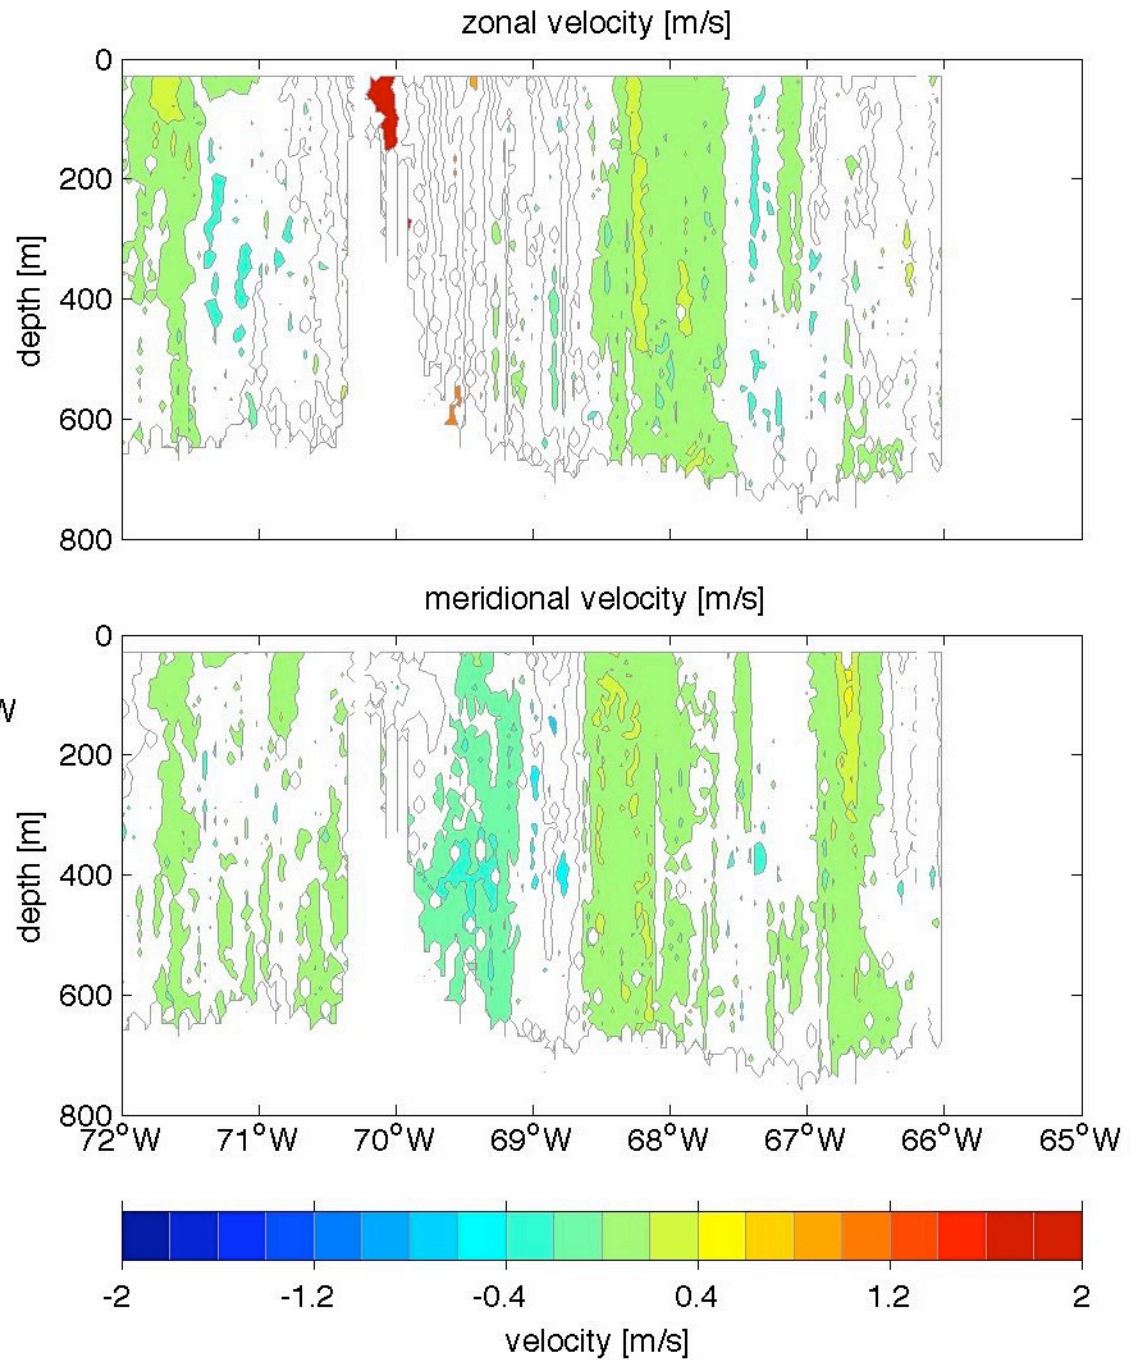 zonal velocity [m/s]
0
200
400
600
800
depth [m]
meridional velocity [m/s]
0
W
200
400
600
800
depth [m]
72°W 71°W 70°W 69°W 68°W 67°W 66°W 65°W
-2 -1.2 -0.4 0.4 1.2 2
velocity [m/s]